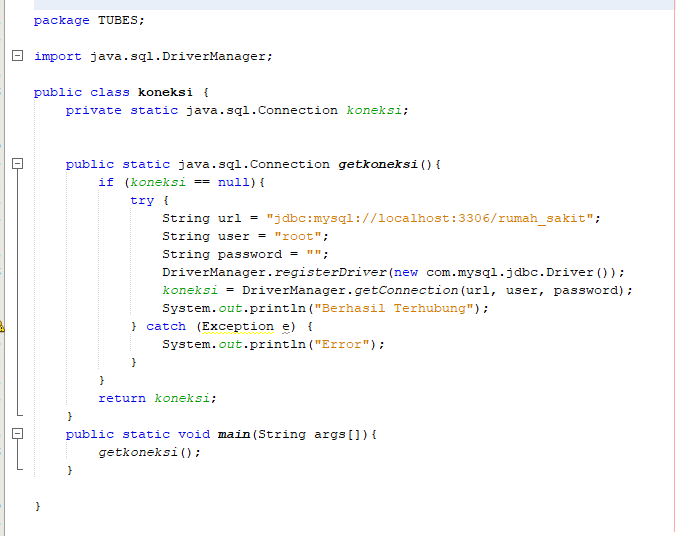 package TUBES;
import java.sql.DriverManager;
public class koneksi {
private static java.sql.Connection koneksi;
public static java.sql.Connection getkoneksi(){
if (koneksi == null){
try {
String url = "jdbc:mysql://localhost:3306/rumah_sakit";
String user = "root";
String password = "";
DriverManager.registerDriver(new com.mysql.jdbc.Driver());
koneksi = DriverManager.getConnection(url, user, password);
System.out.println("Berhasil Terhubung");
} catch (Exception e) {
System.out.println("Error");
}
}
return koneksi;
}
public static void main(String args[]){
getkoneksi();
}
}